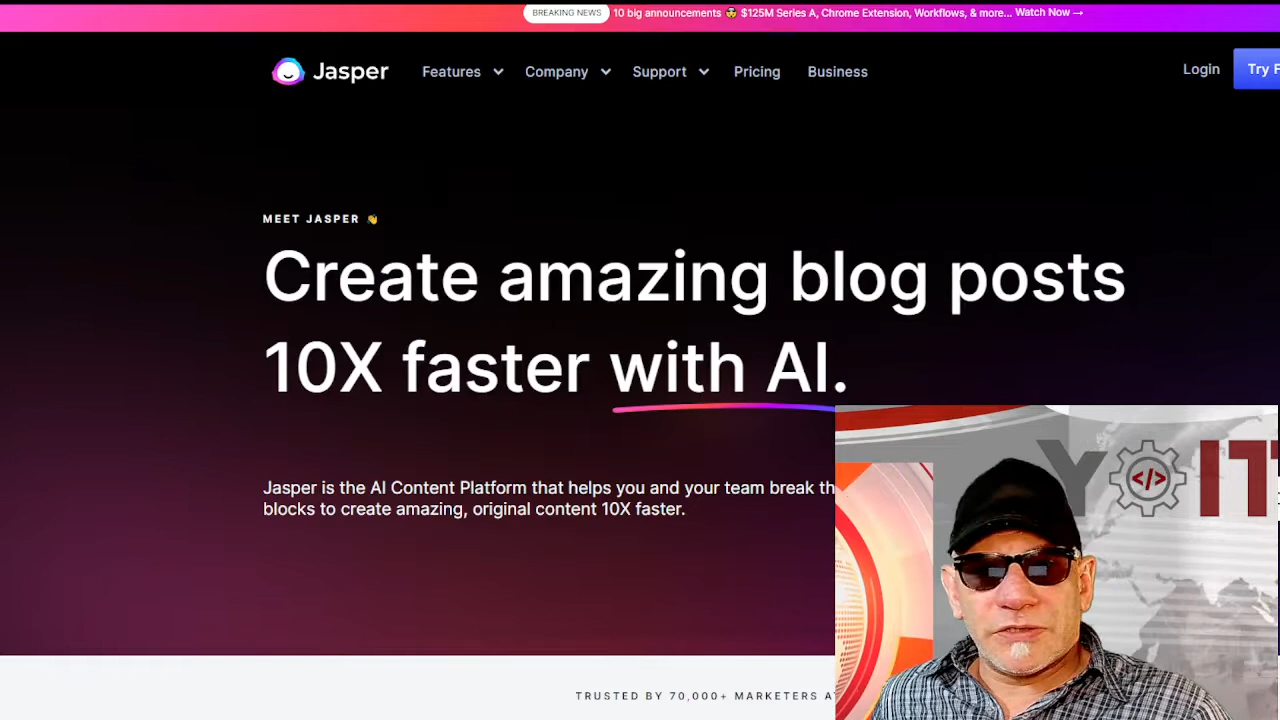 BREAKING NEWS 10 big announcements 🤯 $125M Series A, Chrome Extension, Workflows, & more... Watch Now →
Jasper Features Company Support Pricing Business Login Try
MEET JASPER 👋
Create amazing blog posts
10X faster with AI.
Jasper is the AI Content Platform that helps you and your team break
blocks to create amazing, original content 10X faster.
Y </> IT
TRUSTED BY 70,000+ MARKETERS